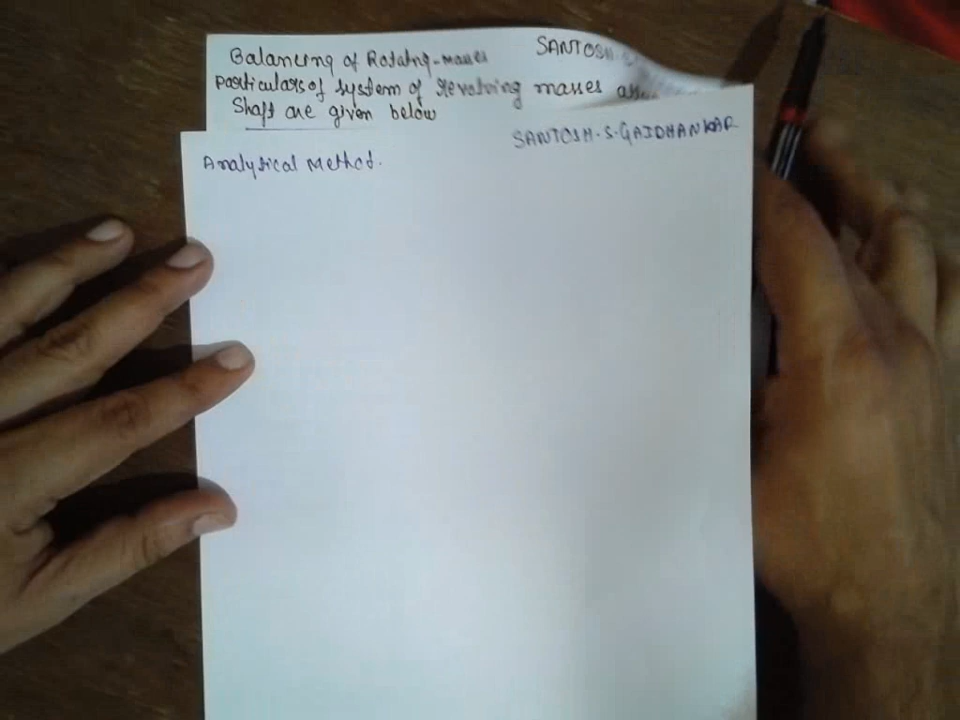 Balancing of Rotating masses SANTOSH
Particulars of system of revolving masses
Shaft are given below
SANTOSH.S.GAIDHANKAR
Analytical Method.